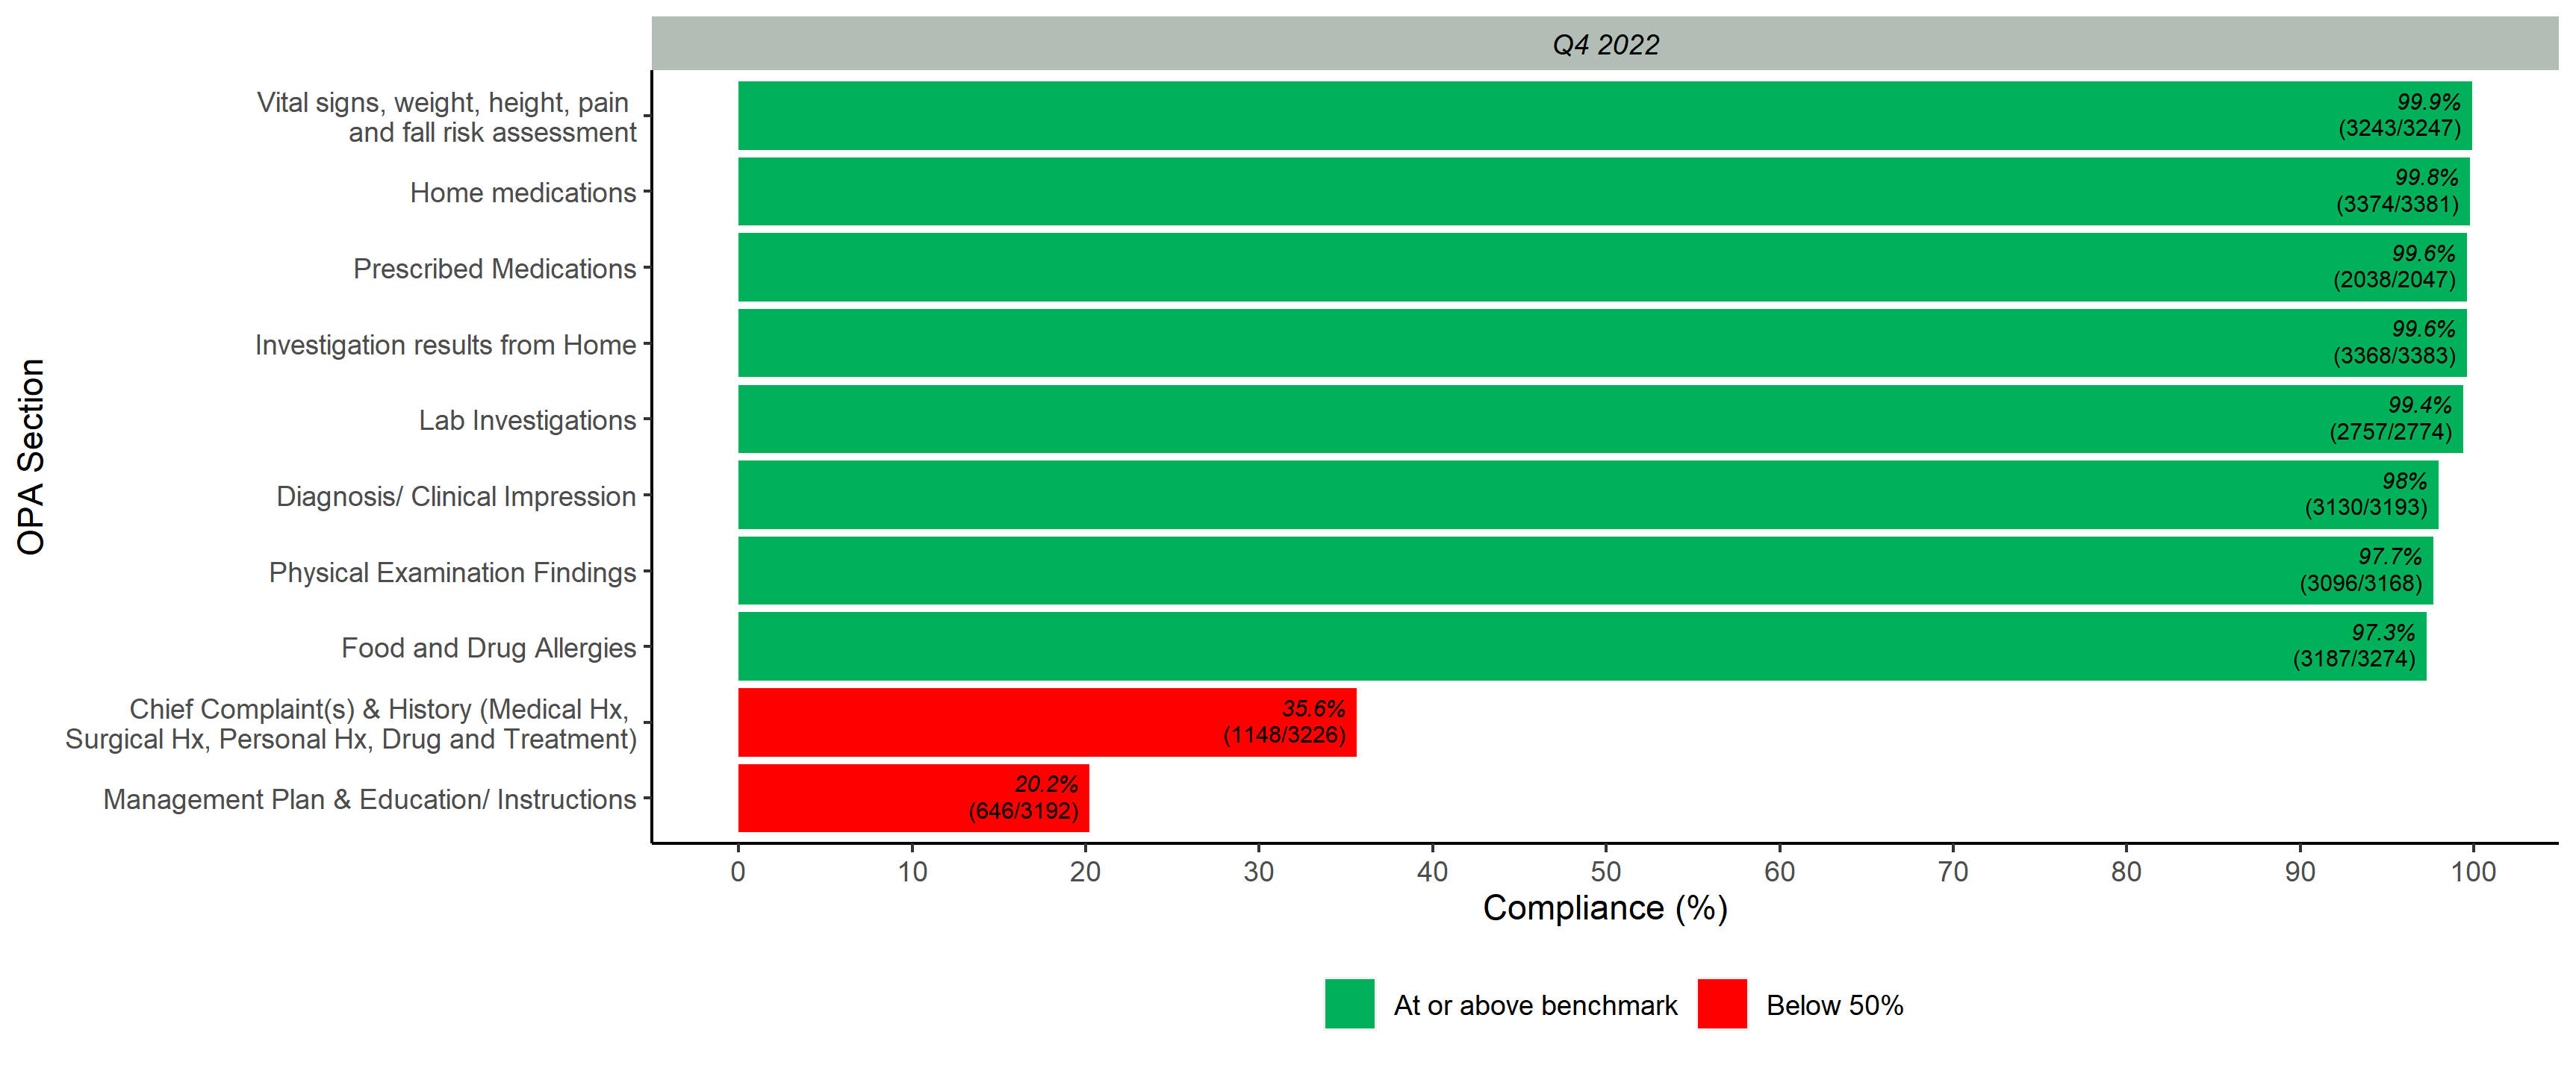 Q4 2022
OPA Section
Vital signs, weight, height, pain
and fall risk assessment
99.9%
(3243/3247)
Home medications
99.8%
(3374/3381)
Prescribed Medications
99.6%
(2038/2047)
Investigation results from Home
99.6%
(3368/3383)
Lab Investigations
99.4%
(2757/2774)
Diagnosis/ Clinical Impression
98%
(3130/3193)
Physical Examination Findings
97.7%
(3096/3168)
Food and Drug Allergies
97.3%
(3187/3274)
Chief Complaint(s) & History (Medical Hx,
Surgical Hx, Personal Hx, Drug and Treatment)
35.6%
(1148/3226)
Management Plan & Education/ Instructions
20.2%
(646/3192)
0 10 20 30 40 50 60 70 80 90 100
Compliance (%)
At or above benchmark Below 50%